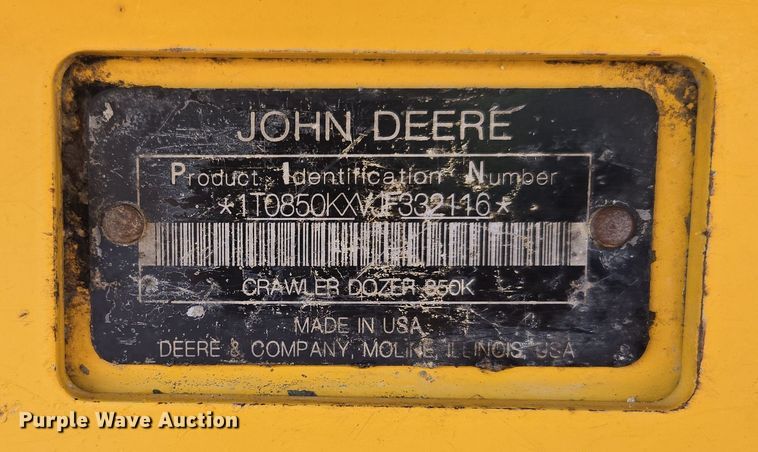 JOHN DEERE
Product Identification Number
*1T0850KXVJF332116*
CRAWLER DOZER 850K
MADE IN USA
DEERE & COMPANY, MOLINE, ILLINOIS, USA
Purple Wave Auction